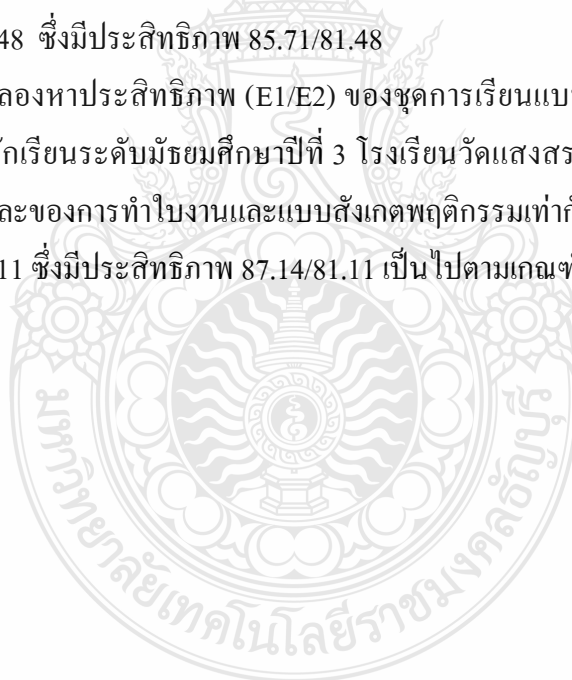 .48 ซึ่งมีประสิทธิภาพ 85.71/81.48
ลองหาประสิทธิภาพ (E1/E2) ของชุดการเรียนแบบ
ักเรียนระดับมัธยมศึกษาปีที่ 3 โรงเรียนวัดแสงสร
ละของการทำใบงานและแบบสังเกตพฤติกรรมเท่าก
11 ซึ่งมีประสิทธิภาพ 87.14/81.11 เป็นไปตามเกณฑ
มหาวิทยาลัยเทคโนโลยีราชมงคลธัญบุรี